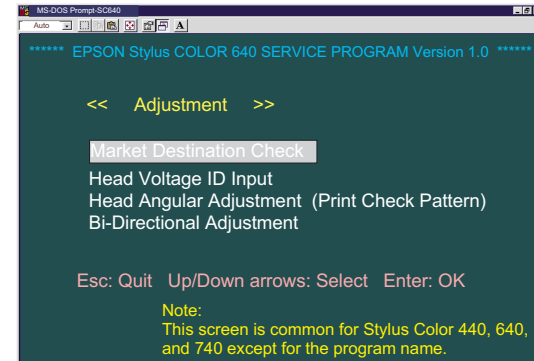 MS-DOS Prompt-SC640
Auto
A
****** EPSON Stylus COLOR 640 SERVICE PROGRAM Version 1.0 ******
<< Adjustment >>
Market Destination Check
Head Voltage ID Input
Head Angular Adjustment (Print Check Pattern)
Bi-Directional Adjustment
Esc: Quit Up/Down arrows: Select Enter: OK
Note:
This screen is common for Stylus Color 440, 640,
and 740 except for the program name.